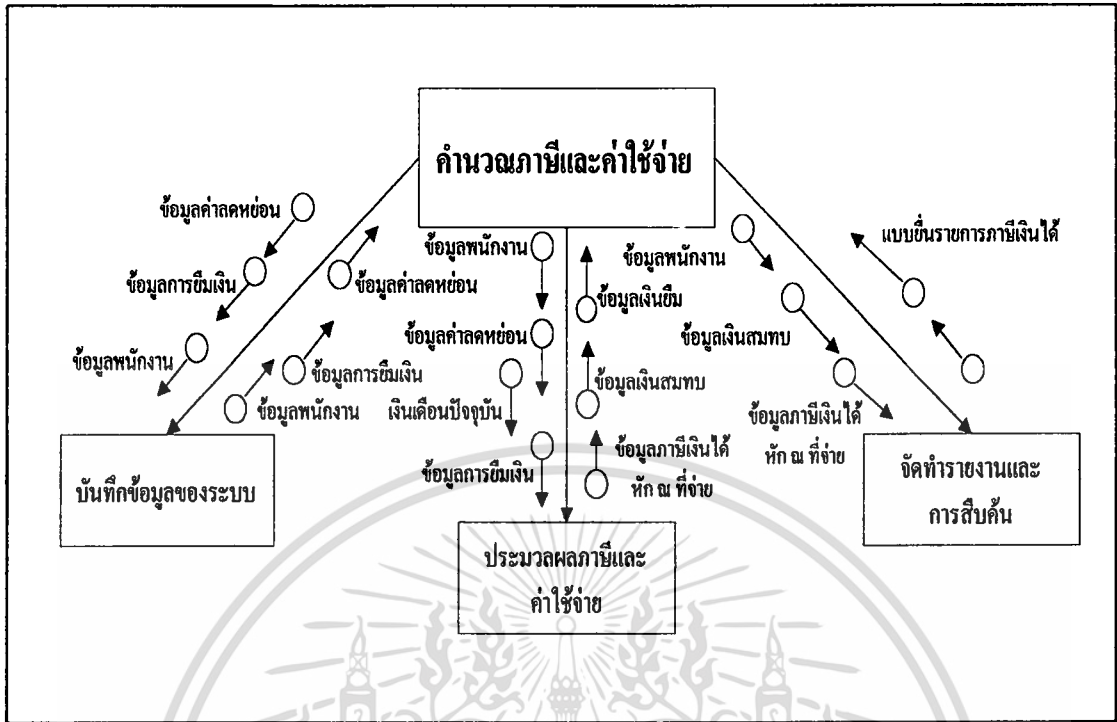 คำนวณภาษีและค่าใช้จ่าย
ข้อมูลค่าลดหย่อน
ข้อมูลการยืมเงิน
ข้อมูลพนักงาน
ข้อมูลค่าลดหย่อน
ข้อมูลการยืมเงิน
ข้อมูลพนักงาน
ข้อมูลพนักงาน
ข้อมูลค่าลดหย่อน
เงินเดือนปัจจุบัน
ข้อมูลการยืมเงิน
ข้อมูลพนักงาน
ข้อมูลเงินยืม
ข้อมูลเงินสมทบ
ข้อมูลภาษีเงินได้
หัก ณ ที่จ่าย
ข้อมูลเงินสมทบ
ข้อมูลภาษีเงินได้
หัก ณ ที่จ่าย
แบบยื่นรายการภาษีเงินได้
บันทึกข้อมูลของระบบ
ประมวลผลภาษีและ
ค่าใช้จ่าย
จัดทำรายงานและ
การสืบค้น